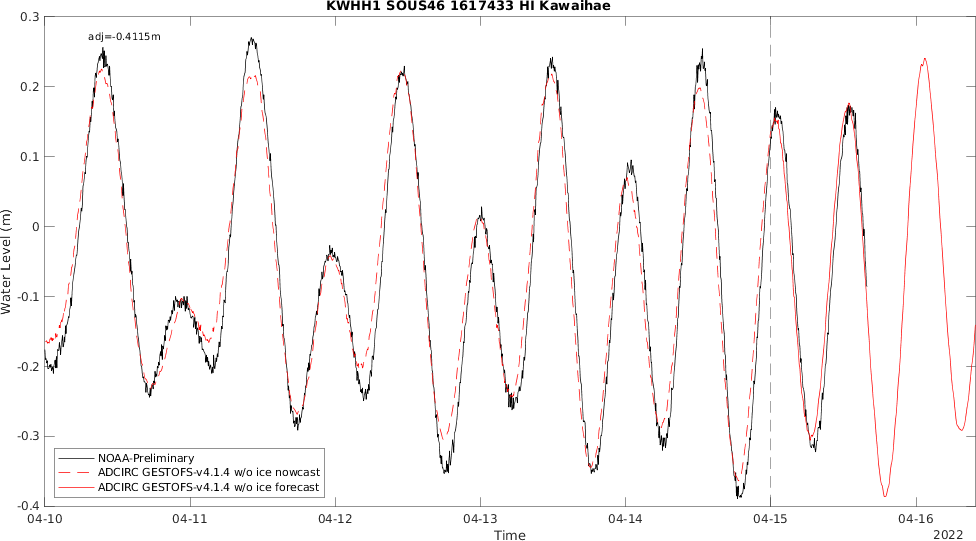 KWHH1 SOUS46 1617433 HI Kawaihae
adj=-0.4115m
0.3
0.2
0.1
0
-0.1
-0.2
-0.3
-0.4
Water Level (m)
NOAA-Preliminary
ADCIRC GESTOFS-v4.1.4 w/o ice nowcast
ADCIRC GESTOFS-v4.1.4 w/o ice forecast
04-10 04-11 04-12 04-13 04-14 04-15 04-16
Time
2022